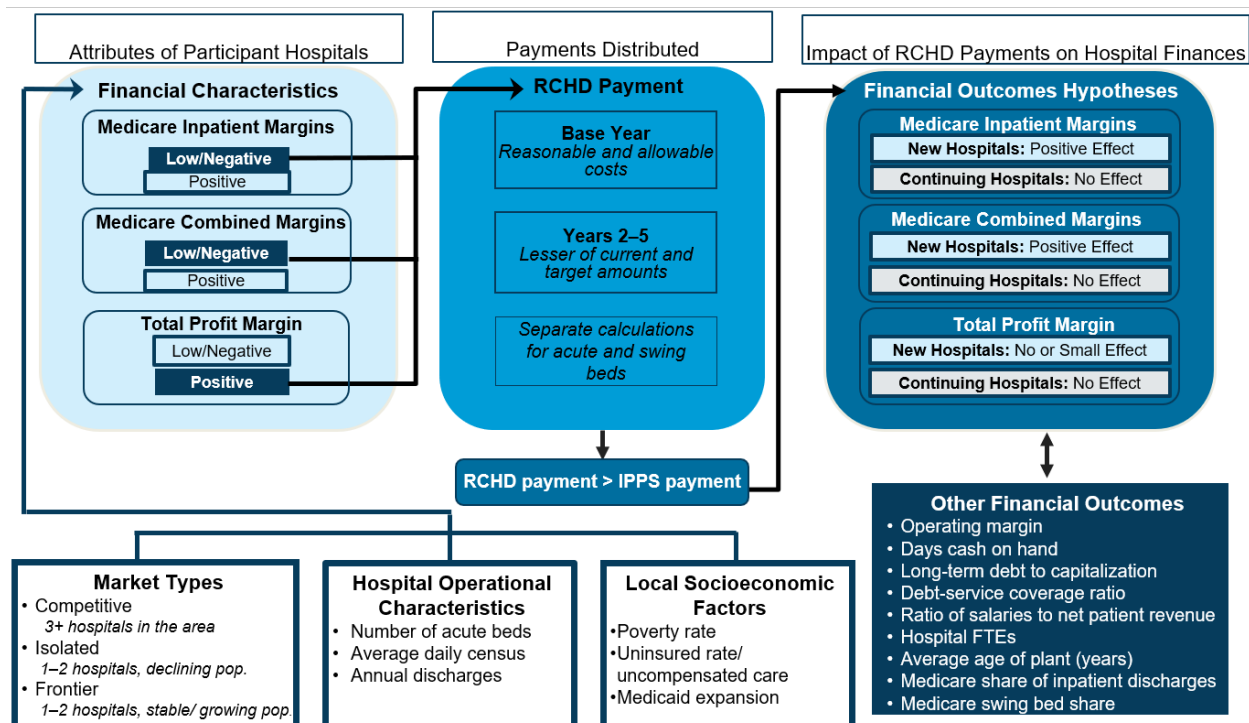 Attributes of Participant Hospitals
Financial Characteristics
Medicare Inpatient Margins
Low/Negative
Positive
Medicare Combined Margins
Low/Negative
Positive
Total Profit Margin
Low/Negative
Positive
Payments Distributed
RCHD Payment
Base Year
Reasonable and allowable
costs
Years 2–5
Lesser of current and
target amounts
Separate calculations
for acute and swing
beds
RCHD payment > IPPS payment
Impact of RCHD Payments on Hospital Finances
Financial Outcomes Hypotheses
Medicare Inpatient Margins
New Hospitals: Positive Effect
Continuing Hospitals: No Effect
Medicare Combined Margins
New Hospitals: Positive Effect
Continuing Hospitals: No Effect
Total Profit Margin
New Hospitals: No or Small Effect
Continuing Hospitals: No Effect
Other Financial Outcomes
• Operating margin
• Days cash on hand
• Long-term debt to capitalization
• Debt-service coverage ratio
• Ratio of salaries to net patient revenue
• Hospital FTEs
• Average age of plant (years)
• Medicare share of inpatient discharges
• Medicare swing bed share
Market Types
• Competitive
3+ hospitals in the area
• Isolated
1–2 hospitals, declining pop.
• Frontier
1–2 hospitals, stable/ growing pop.
Hospital Operational
Characteristics
• Number of acute beds
• Average daily census
• Annual discharges
Local Socioeconomic
Factors
•Poverty rate
•Uninsured rate/
uncompensated care
•Medicaid expansion